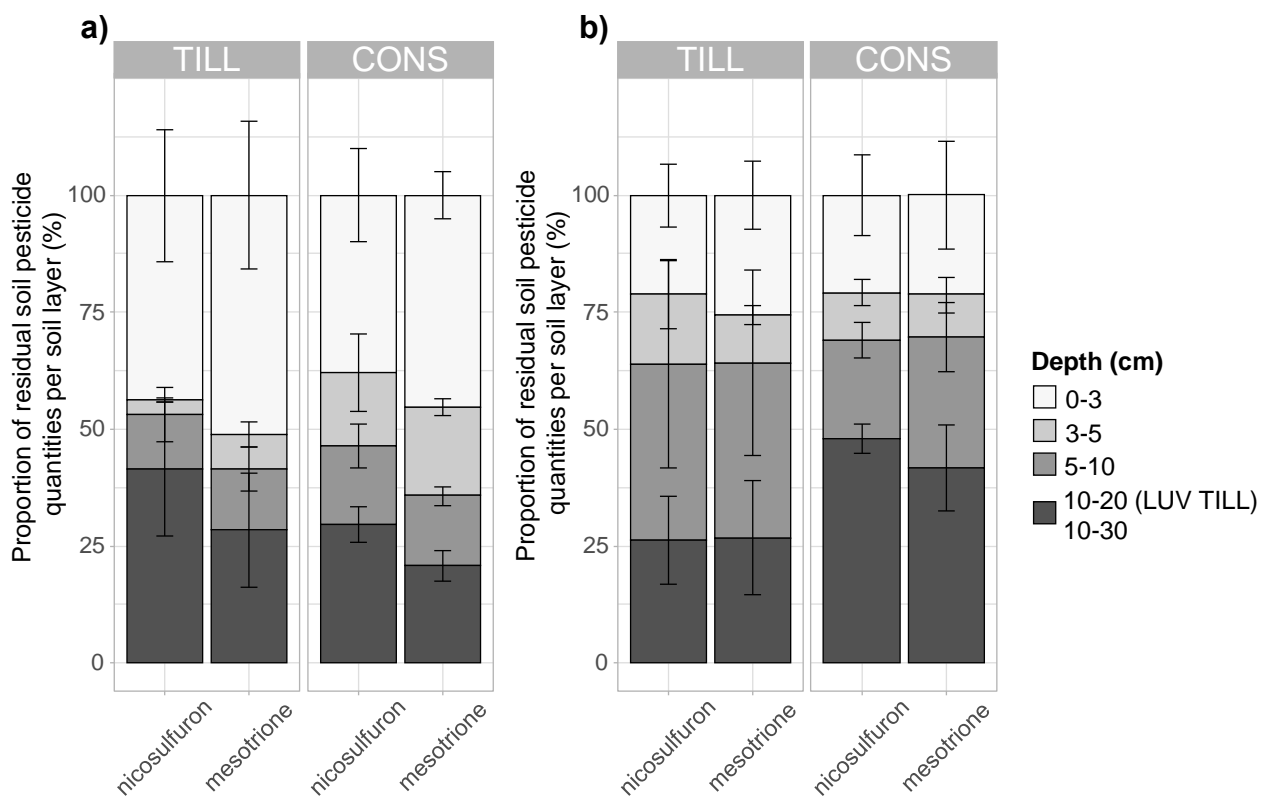 a)
TILL
CONS
Proportion of residual soil pesticide
quantities per soil layer (%)
100
75
50
25
0
nicosulfuron
mesotrione
nicosulfuron
mesotrione
b)
TILL
CONS
Proportion of residual soil pesticide
quantities per soil layer (%)
100
75
50
25
0
nicosulfuron
mesotrione
nicosulfuron
mesotrione
Depth (cm)
0-3
3-5
5-10
10-20 (LUV TILL)
10-30